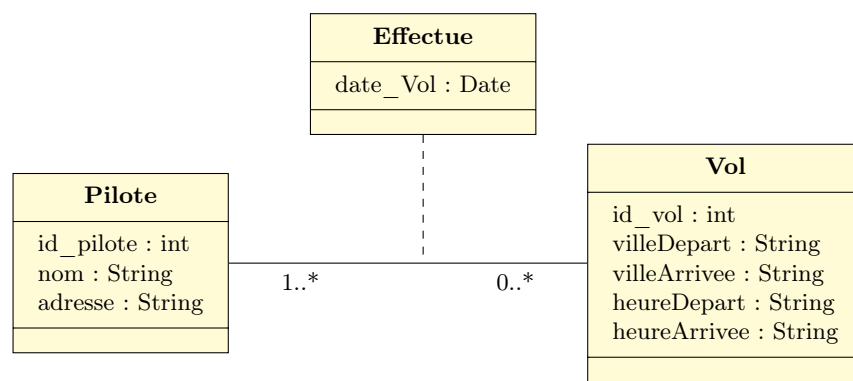 Effectue
date_Vol : Date
Pilote
id_pilote : int
nom : String
adresse : String
1..*
0..*
Vol
id_vol : int
villeDepart : String
villeArrivee : String
heureDepart : String
heureArrivee : String